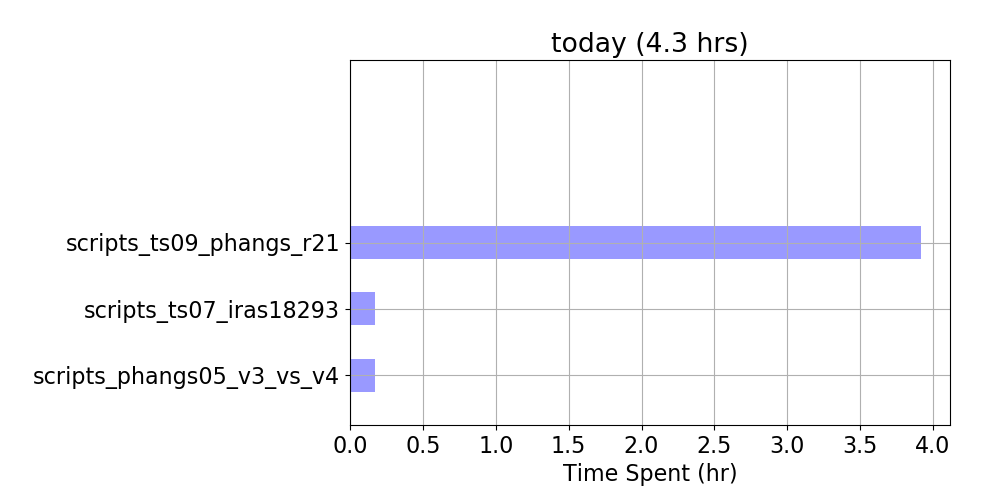 today (4.3 hrs)
scripts_ts09_phangs_r21
scripts_ts07_iras18293
scripts_phangs05_v3_vs_v4
0.0 0.5 1.0 1.5 2.0 2.5 3.0 3.5 4.0
Time Spent (hr)